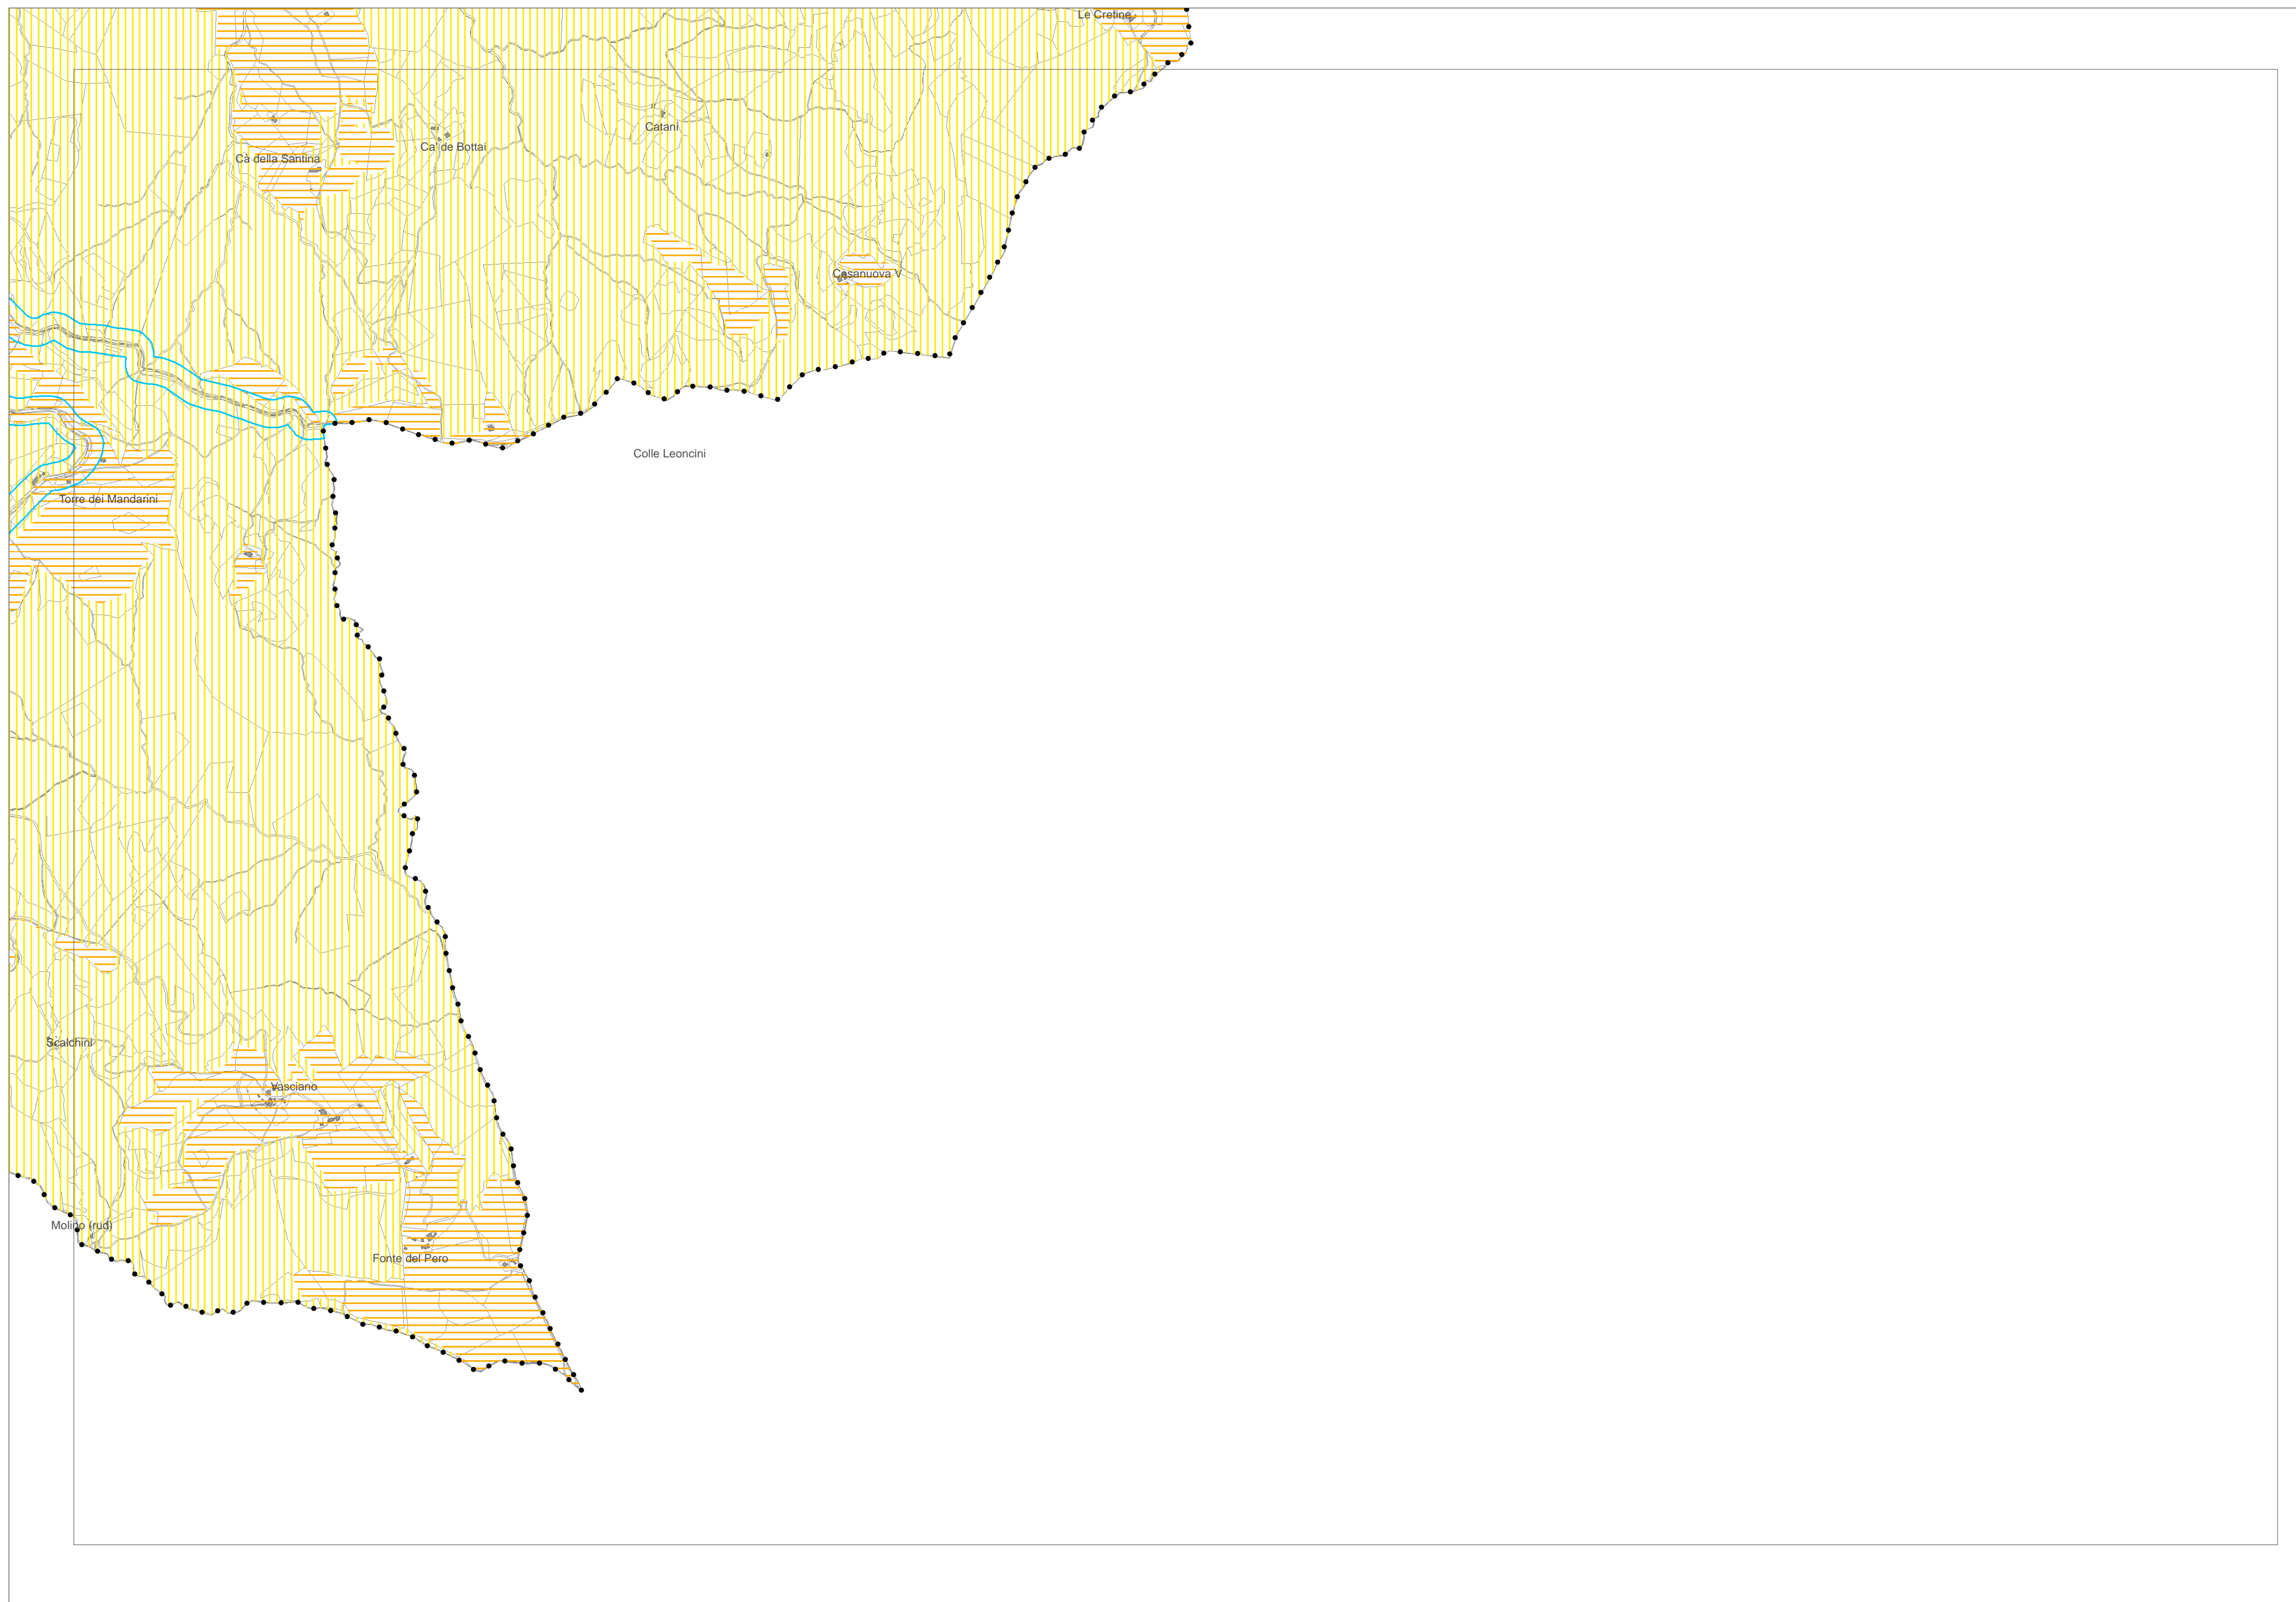 Le Cretine
Catani
Ca' de Bottai
Cà della Santina
Casanuova V
Colle Leoncini
Torre dei Mandarini
Scalchini
Vasciano
Molino (rud)
Fonte del Pero